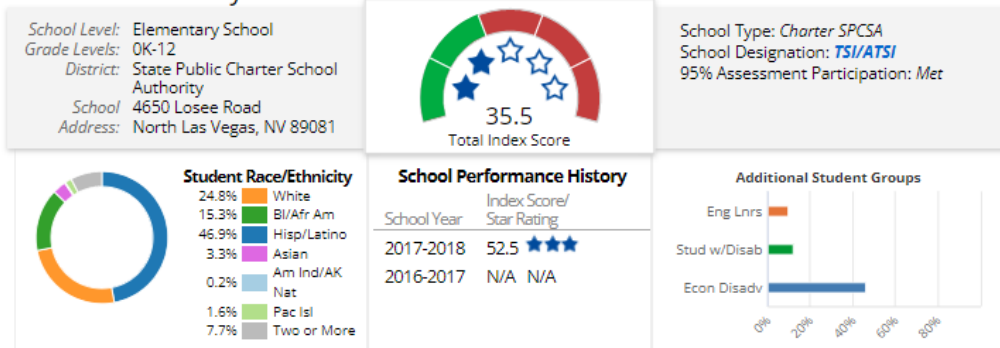 School Level: Elementary School
Grade Levels: 0K-12
District: State Public Charter School
Authority
School 4650 Losee Road
Address: North Las Vegas, NV 89081
35.5
Total Index Score
School Type: Charter SPCSA
School Designation: TSI/ATSI
95% Assessment Participation: Met
Student Race/Ethnicity
24.8% White
15.3% Bl/Afr Am
46.9% Hisp/Latino
3.3% Asian
0.2% Am Ind/AK
Nat
1.6% Pac Isl
7.7% Two or More
School Performance History
School Year Index Score/
Star Rating
2017-2018 52.5
2016-2017 N/A N/A
Additional Student Groups
Eng Lnrs
Stud w/Disab
Econ Disadv
0% 20% 40% 60% 80%